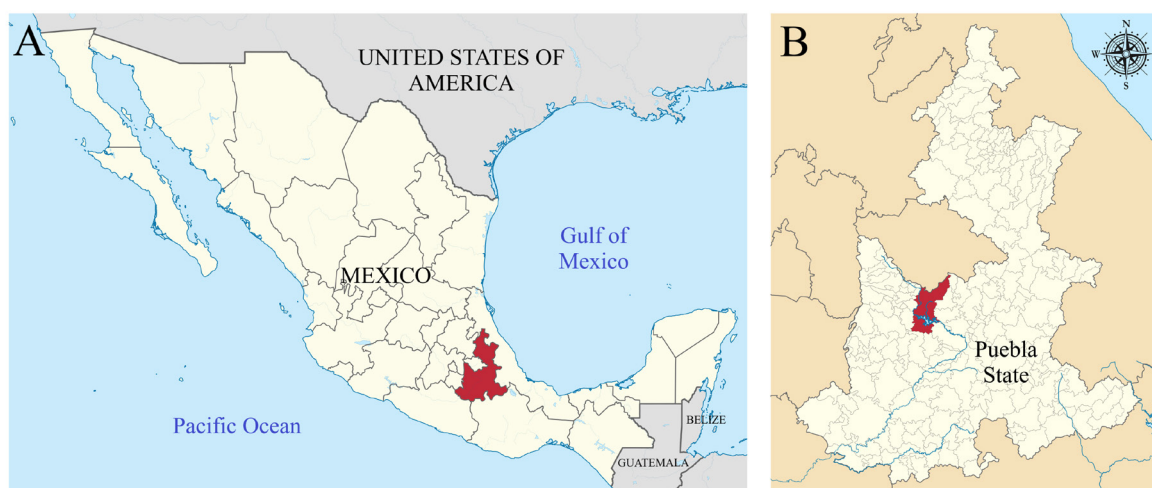 A
UNITED STATES OF
AMERICA
Gulf of
Mexico
MEXICO
Pacific Ocean
BELIZE
GUATEMALA
B
N
W
S
Puebla
State